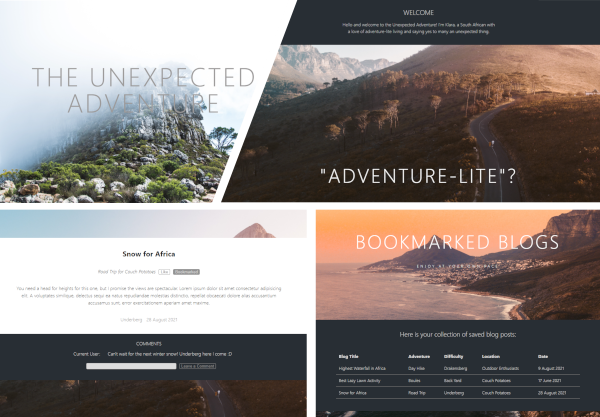 THE UNEXPECTED
ADVENTURE
WELCOME
Hello and welcome to the Unexpected Adventure! I'm Klara, a South African with
a love of adventure-lite living and saying yes to many an unexpected thing.
"ADVENTURE-LITE"?
Snow for Africa
Road Trip for Couch Potatoes Like Bookmarked
You need a head for heights for this one, but I promise the views are spectacular. Lorem ipsum dolor sit amet consectetur adipisicing
elit. A voluptates similique, delectus sequi ea natus repudiandae molestias distinctio, repellat obcaecati dolore alias accusantium
accusamus sunt, error exercitationem aperiam amet maxime.
Underberg 28 August 2021
COMMENTS
Current User: Can't wait for the next winter snow! Underberg here I come :D
Leave a Comment
BOOKMARKED BLOGS
ENJOY AT YOUR OWN PACE
Here is your collection of saved blog posts:
Blog Title Adventure Difficulty Location Date
Highest Waterfall in Africa Day Hike Drakensberg Outdoor Enthusiasts 9 August 2021
Best Lazy Lawn Activity Boules Back Yard Couch Potatoes 17 June 2021
Snow for Africa Road Trip Underberg Couch Potatoes 28 August 2021